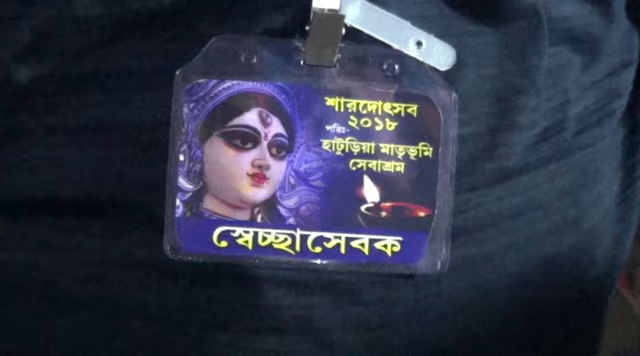 শারদোৎসব
২০১৮
পরিঃ-
হাটুড়িয়া মাতৃভূমি
সেবাশ্রম
স্বেচ্ছাসেবক